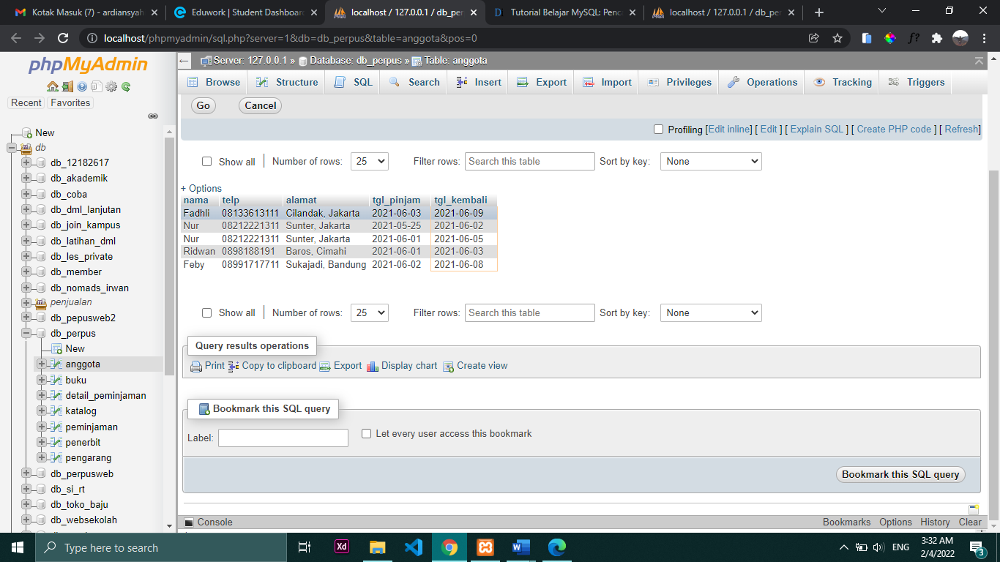 Kotak Masuk (7) - ardiansyah
Eduwork | Student Dashboard
localhost / 127.0.0.1 / db_per
Tutorial Belajar MySQL: Penca
localhost / 127.0.0.1 / db_per
localhost/phpmyadmin/sql.php?server=1&db=db_perpus&table=anggota&pos=0
phpMyAdmin
Recent Favorites
New
db
db_12182617
db_akademik
db_coba
db_dml_lanjutan
db_join_kampus
db_latihan_dml
db_les_private
db_member
db_nomads_irwan
penjualan
db_pepusweb2
db_perpus
New
anggota
buku
detail_peminjaman
katalog
peminjaman
penerbit
pengarang
db_perpusweb
db_si_rt
db_toko_baju
db_websekolah
Server: 127.0.0.1 » Database: db_perpus » Table: anggota
Browse Structure SQL Search Insert Export Import Privileges Operations Tracking Triggers
Go Cancel
Profiling [Edit inline] [ Edit ] [ Explain SQL ] [ Create PHP code ] [ Refresh]
Show all | Number of rows: 25 Filter rows: Search this table Sort by key: None
+ Options
nama telp alamat tgl_pinjam tgl_kembali
Fadhli 08133613111 Cilandak, Jakarta 2021-06-03 2021-06-09
Nur 08212221311 Sunter, Jakarta 2021-05-25 2021-06-02
Nur 08212221311 Sunter, Jakarta 2021-06-01 2021-06-05
Ridwan 0898188191 Baros, Cimahi 2021-06-01 2021-06-03
Feby 08991717711 Sukajadi, Bandung 2021-06-02 2021-06-08
Show all | Number of rows: 25 Filter rows: Search this table Sort by key: None
Query results operations
Print Copy to clipboard Export Display chart Create view
Bookmark this SQL query
Label: Let every user access this bookmark
Bookmark this SQL query
Console Bookmarks Options History Clear
Type here to search
Xd
ENG
3:32 AM
2/4/2022
3